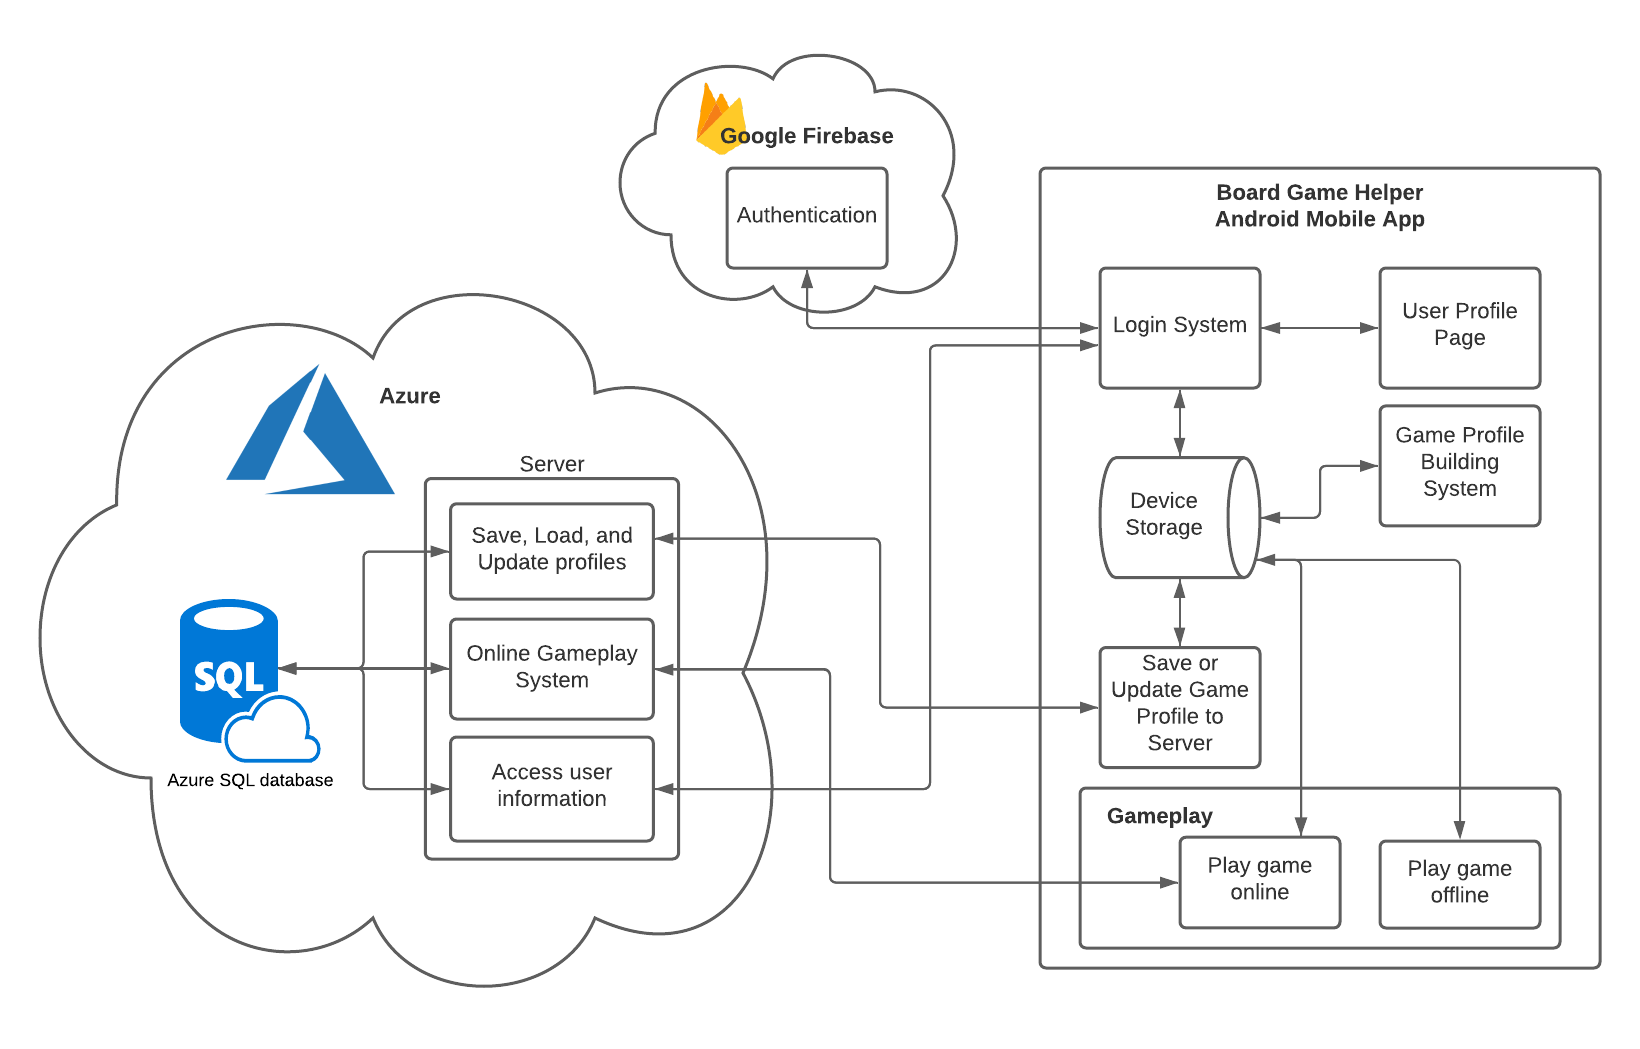 Google Firebase
Authentication
Board Game Helper
Android Mobile App
Login System
User Profile
Page
Game Profile
Building
System
Device
Storage
Save or
Update Game
Profile to
Server
Gameplay
Play game
online
Play game
offline
Azure
Server
Save, Load, and
Update profiles
Online Gameplay
System
Access user
information
SQL
Azure SQL database